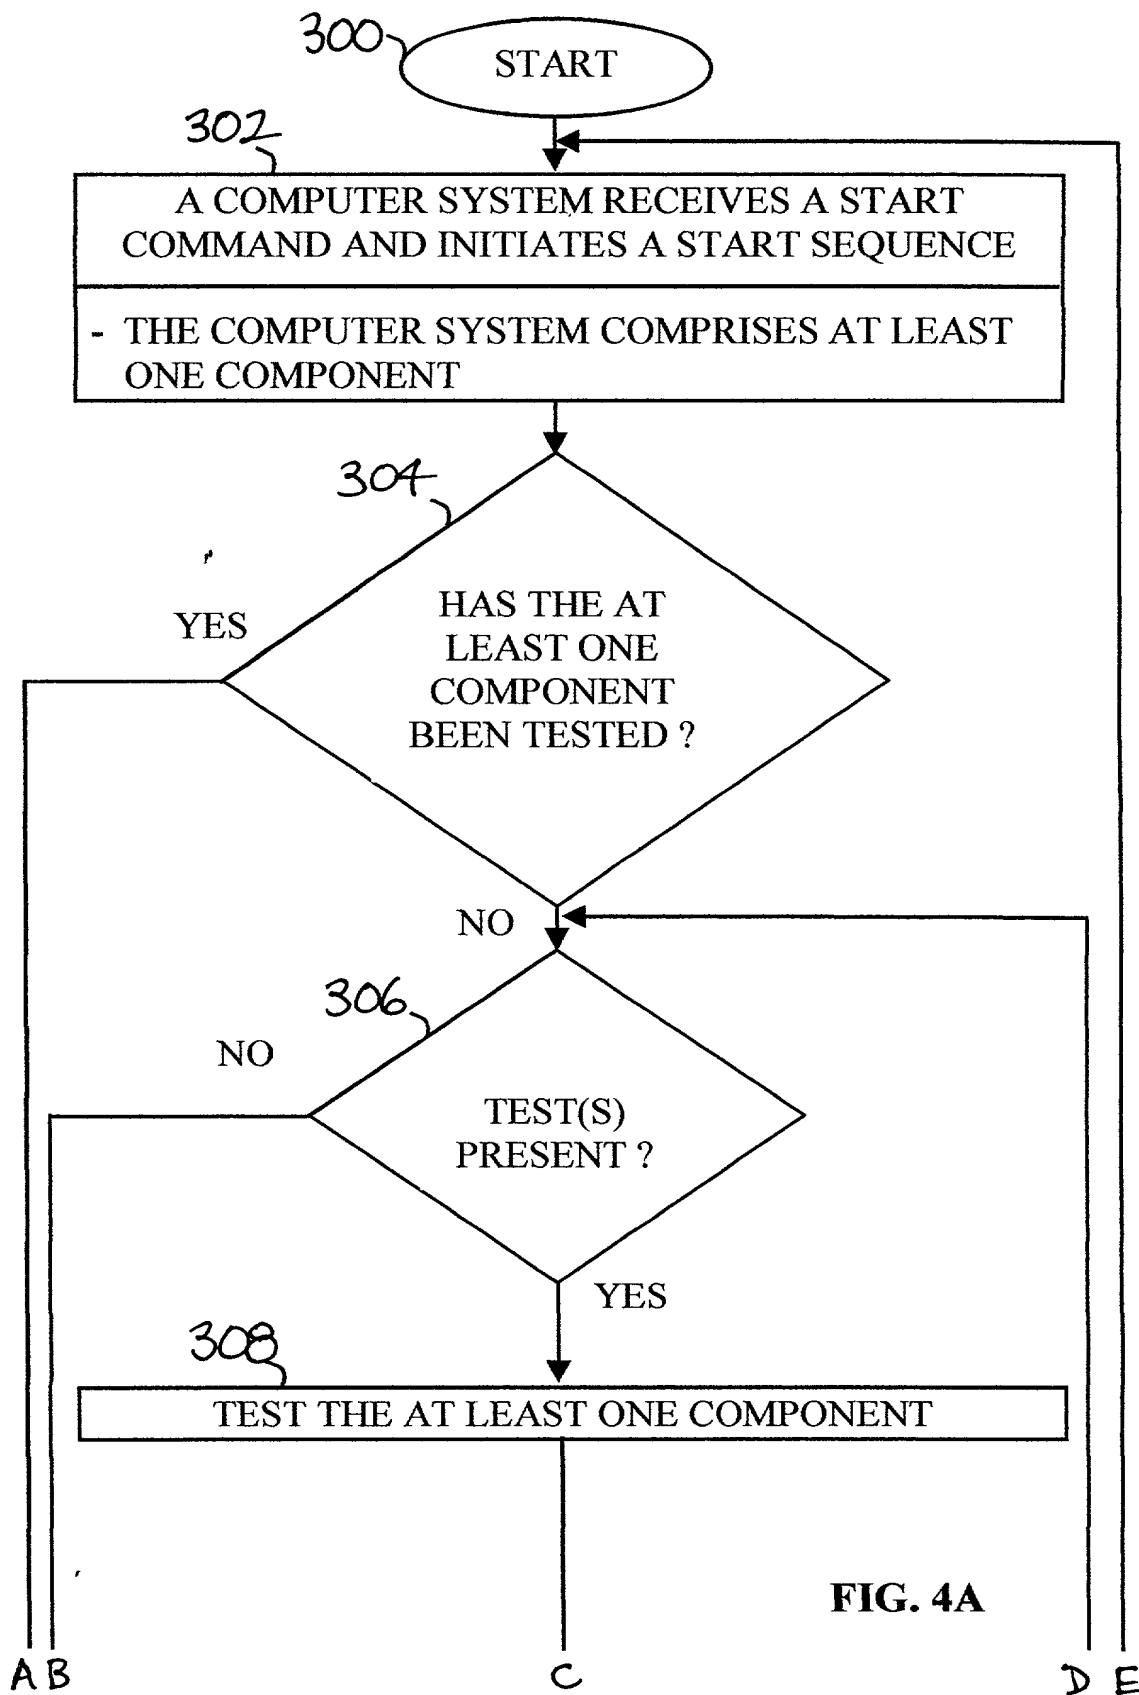 300
START
302
A COMPUTER SYSTEM RECEIVES A START
COMMAND AND INITIATES A START SEQUENCE
- THE COMPUTER SYSTEM COMPRISES AT LEAST
ONE COMPONENT
304
YES
HAS THE AT
LEAST ONE
COMPONENT
BEEN TESTED ?
NO
306
NO
TEST(S)
PRESENT ?
YES
308
TEST THE AT LEAST ONE COMPONENT
FIG. 4A
A B C D E